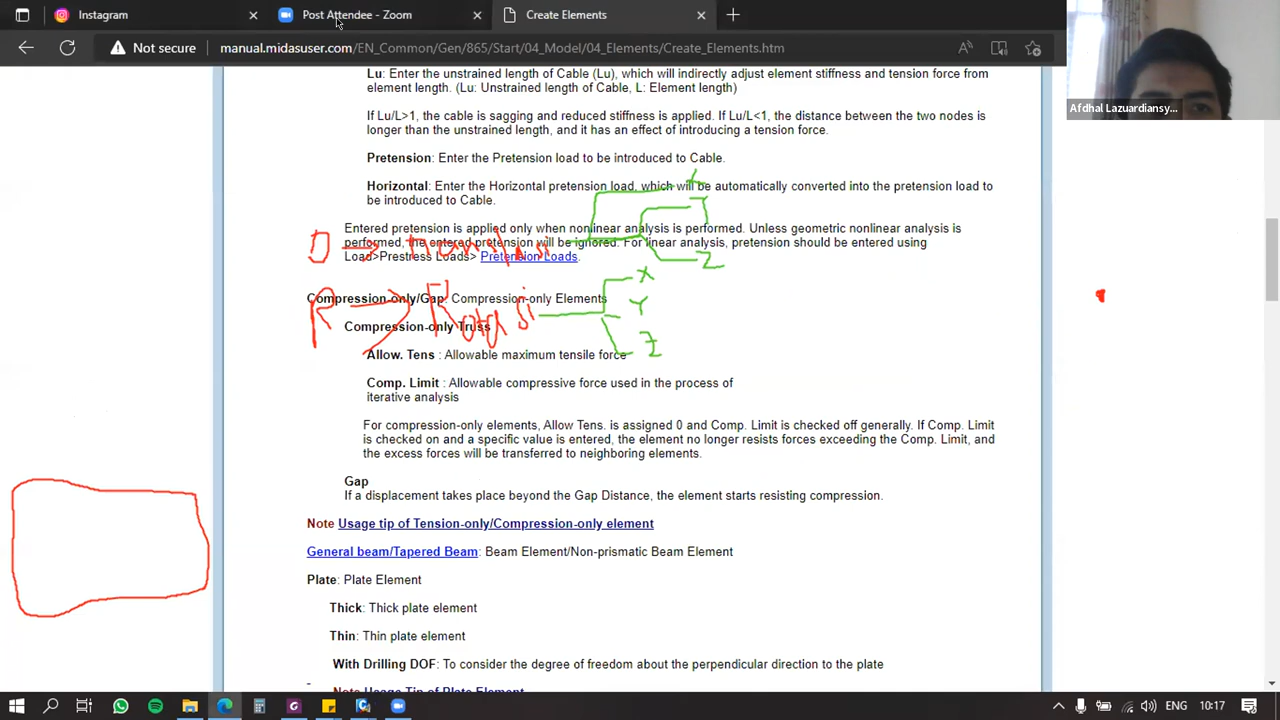 Instagram
Post Attendee - Zoom
Create Elements
Not secure
manual.midasuser.com/EN_Common/Gen/865/Start/04_Model/04_Elements/Create_Elements.htm
Afdhal Lazuardiansy...
Lu: Enter the unstrained length of Cable (Lu), which will indirectly adjust element stiffness and tension force from
element length. (Lu: Unstrained length of Cable, L: Element length)
If Lu/L>1, the cable is sagging and reduced stiffness is applied. If Lu/L<1, the distance between the two nodes is
longer than the unstrained length, and it has an effect of introducing a tension force.
Pretension: Enter the Pretension load to be introduced to Cable.
Horizontal: Enter the Horizontal pretension load, which will be automatically converted into the pretension load to
be introduced to Cable.
Entered pretension is applied only when nonlinear analysis is performed. Unless geometric nonlinear analysis is
performed, the entered pretension will be ignored. For linear analysis, pretension should be entered using
Load>Prestress Loads> Pretension Loads.
D translasi
Z
Compression-only/Gap: Compression-only Elements
R Rotasi
X
Y
Z
Compression-only Truss
Allow. Tens : Allowable maximum tensile force
Comp. Limit : Allowable compressive force used in the process of
iterative analysis
For compression-only elements, Allow Tens. is assigned 0 and Comp. Limit is checked off generally. If Comp. Limit
is checked on and a specific value is entered, the element no longer resists forces exceeding the Comp. Limit, and
the excess forces will be transferred to neighboring elements.
Gap
If a displacement takes place beyond the Gap Distance, the element starts resisting compression.
Note Usage tip of Tension-only/Compression-only element
General beam/Tapered Beam: Beam Element/Non-prismatic Beam Element
Plate: Plate Element
Thick: Thick plate element
Thin: Thin plate element
With Drilling DOF: To consider the degree of freedom about the perpendicular direction to the plate
Note Usage Tip of Plate Element
ENG
10:17